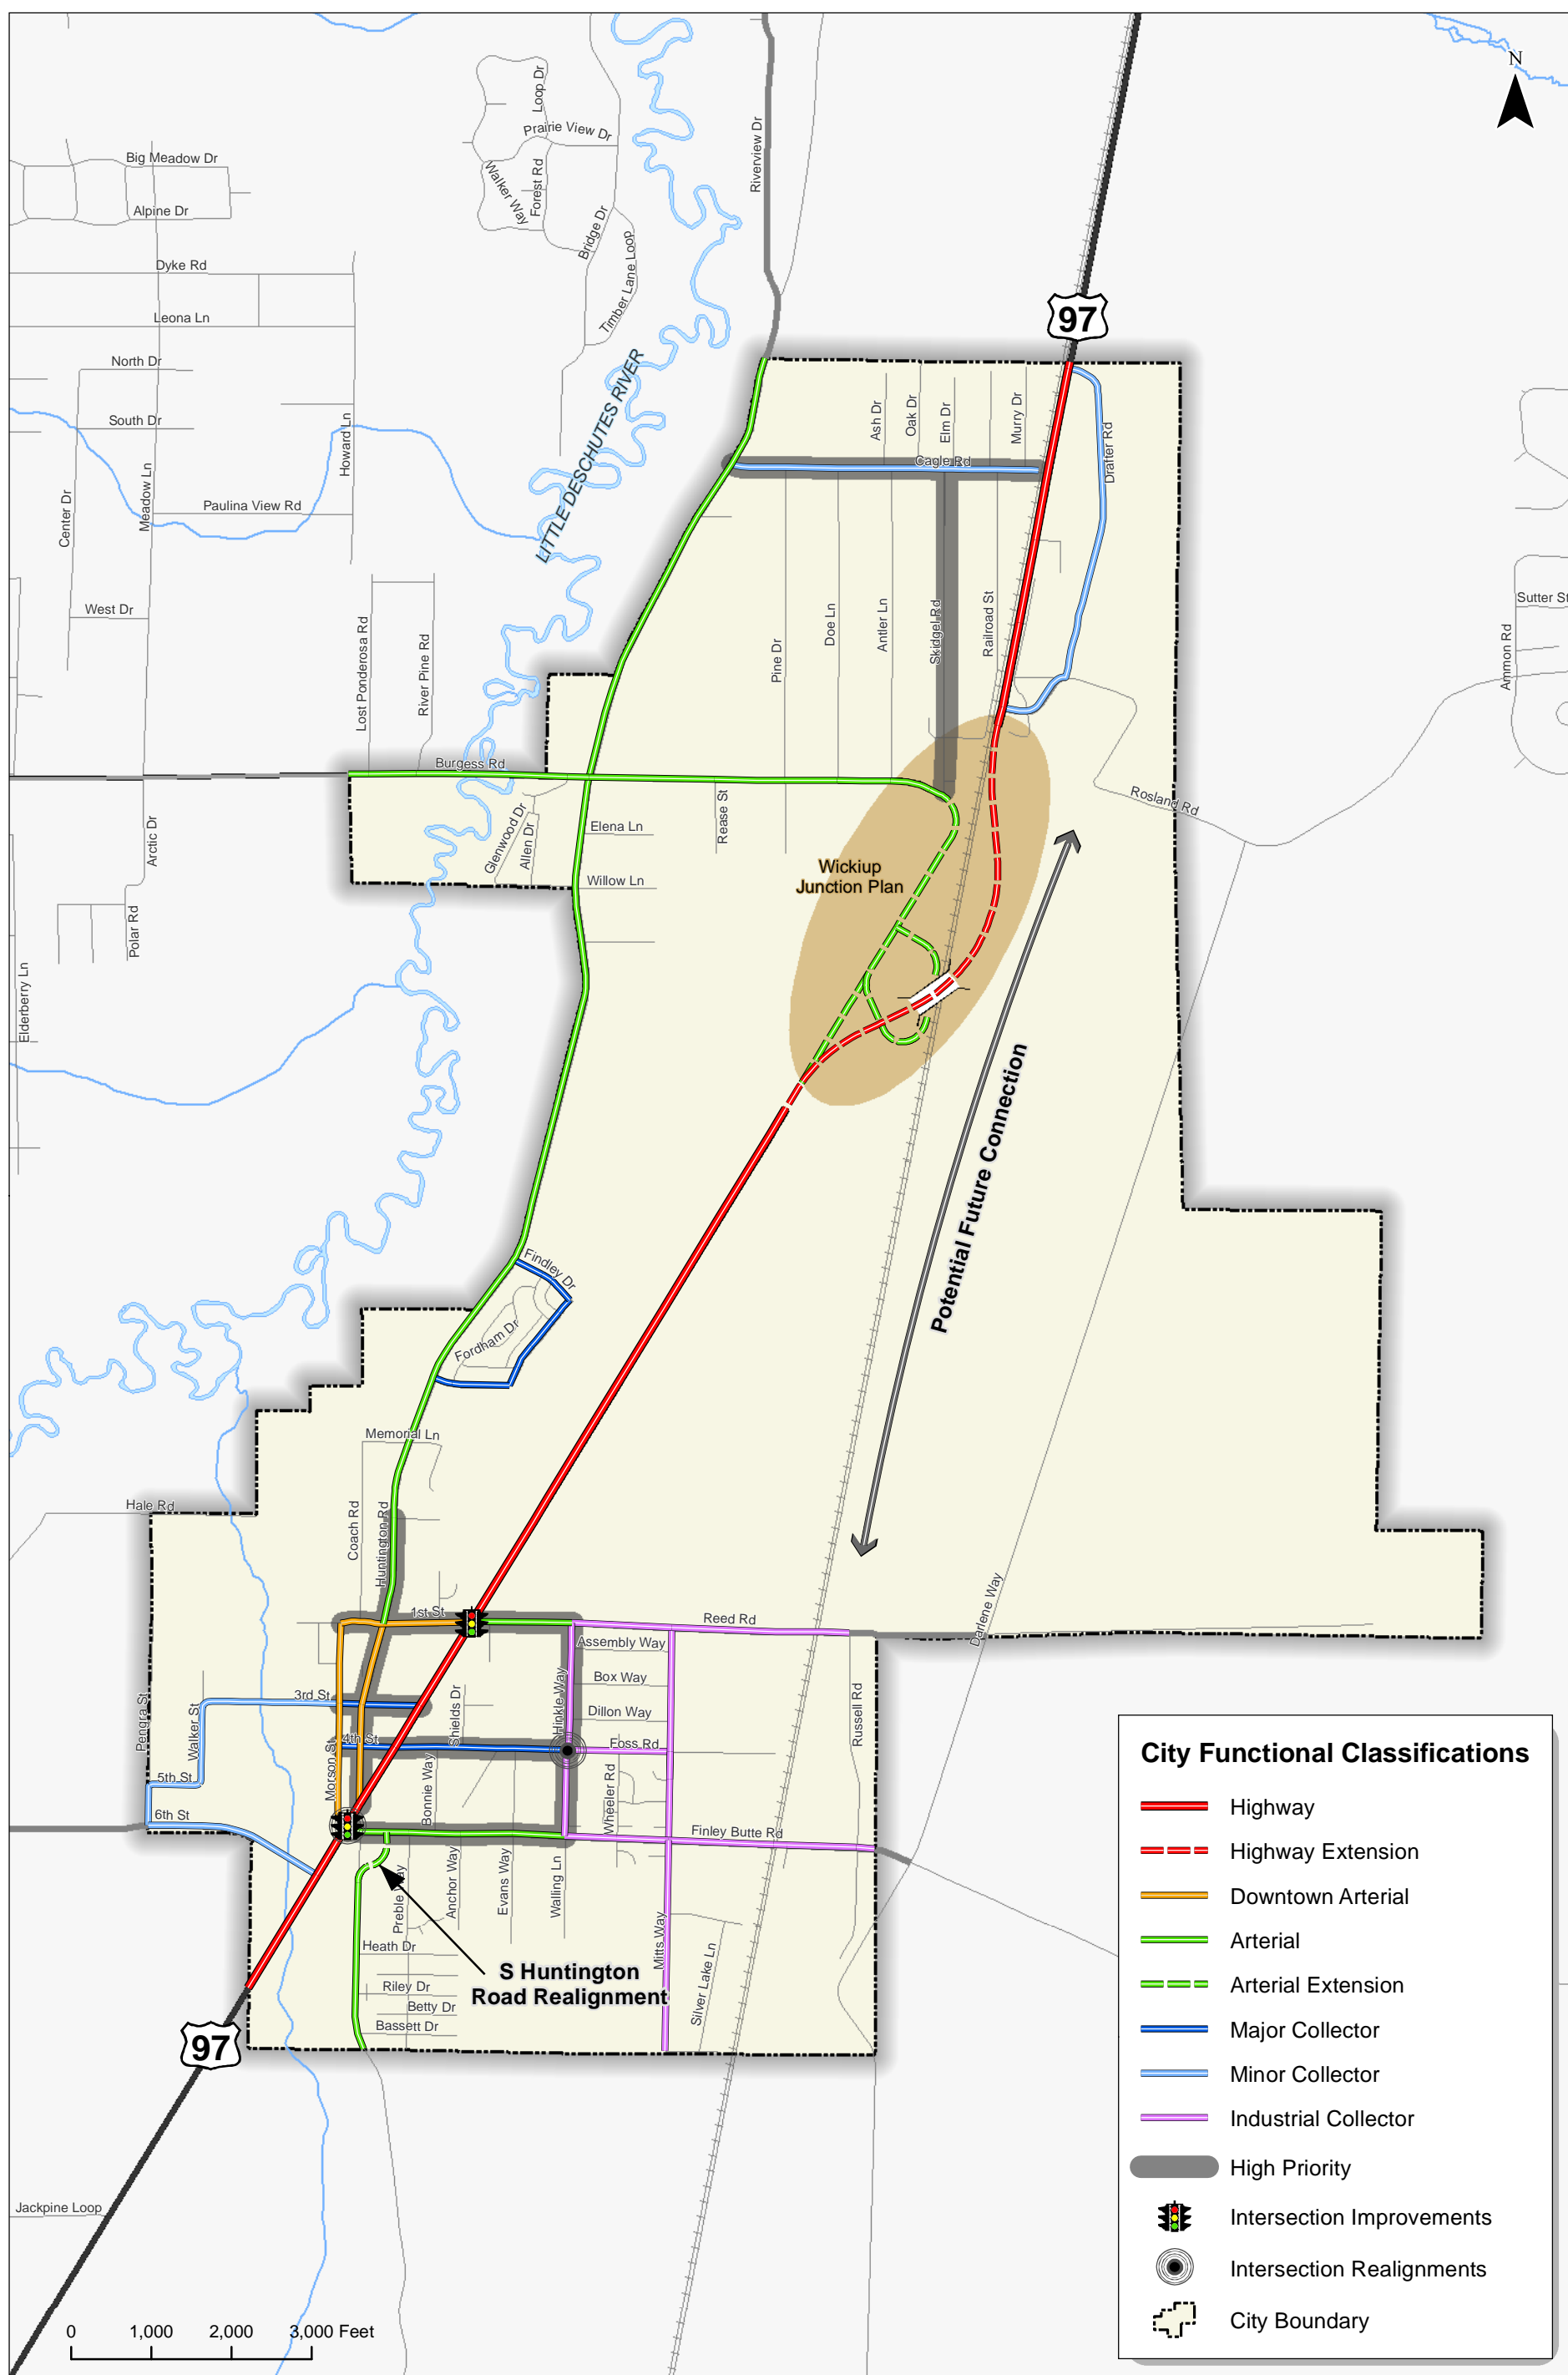 N
Loop Dr
Prairie View Dr
Riverview Dr
Big Meadow Dr
Walker Way
Forest Rd
Alpine Dr
Bridge Dr
Timber Lane Loop
Dyke Rd
Leona Ln
97
North Dr
LITTLE DESCHUTES RIVER
South Dr
Howard Ln
Ash Dr
Oak Dr
Elm Dr
Murry Dr
Drafter Rd
Cagle Rd
Center Dr
Meadow Ln
Paulina View Rd
West Dr
Lost Ponderosa Rd
River Pine Rd
Pine Dr
Doe Ln
Antler Ln
Skidgel Rd
Railroad St
Sutter St
Ammon Rd
Burgess Rd
Rosland Rd
Arctic Dr
Glenwood Dr
Allen Dr
Elena Ln
Rease St
Wickiup
Junction Plan
Willow Ln
Polar Rd
Elderberry Ln
Potential Future Connection
Findley Dr
Fordham Dr
Memorial Ln
Hale Rd
Coach Rd
Huntington Rd
1st St
Reed Rd
Darlene Way
Assembly Way
Box Way
Hinkle Way
3rd St
Pengra St
Walker St
Shields Dr
Dillon Way
Russell Rd
4th St
Foss Rd
Morson St
5th St
Bonnie Way
Wheeler Rd
6th St
Finley Butte Rd
Preble Way
Anchor Way
Evans Way
Walling Ln
Mitts Way
Silver Lake Ln
Heath Dr
S Huntington
Road Realignment
Riley Dr
Betty Dr
Bassett Dr
97
Jackpine Loop
0 1,000 2,000 3,000 Feet
City Functional Classifications
Highway
Highway Extension
Downtown Arterial
Arterial
Arterial Extension
Major Collector
Minor Collector
Industrial Collector
High Priority
Intersection Improvements
Intersection Realignments
City Boundary